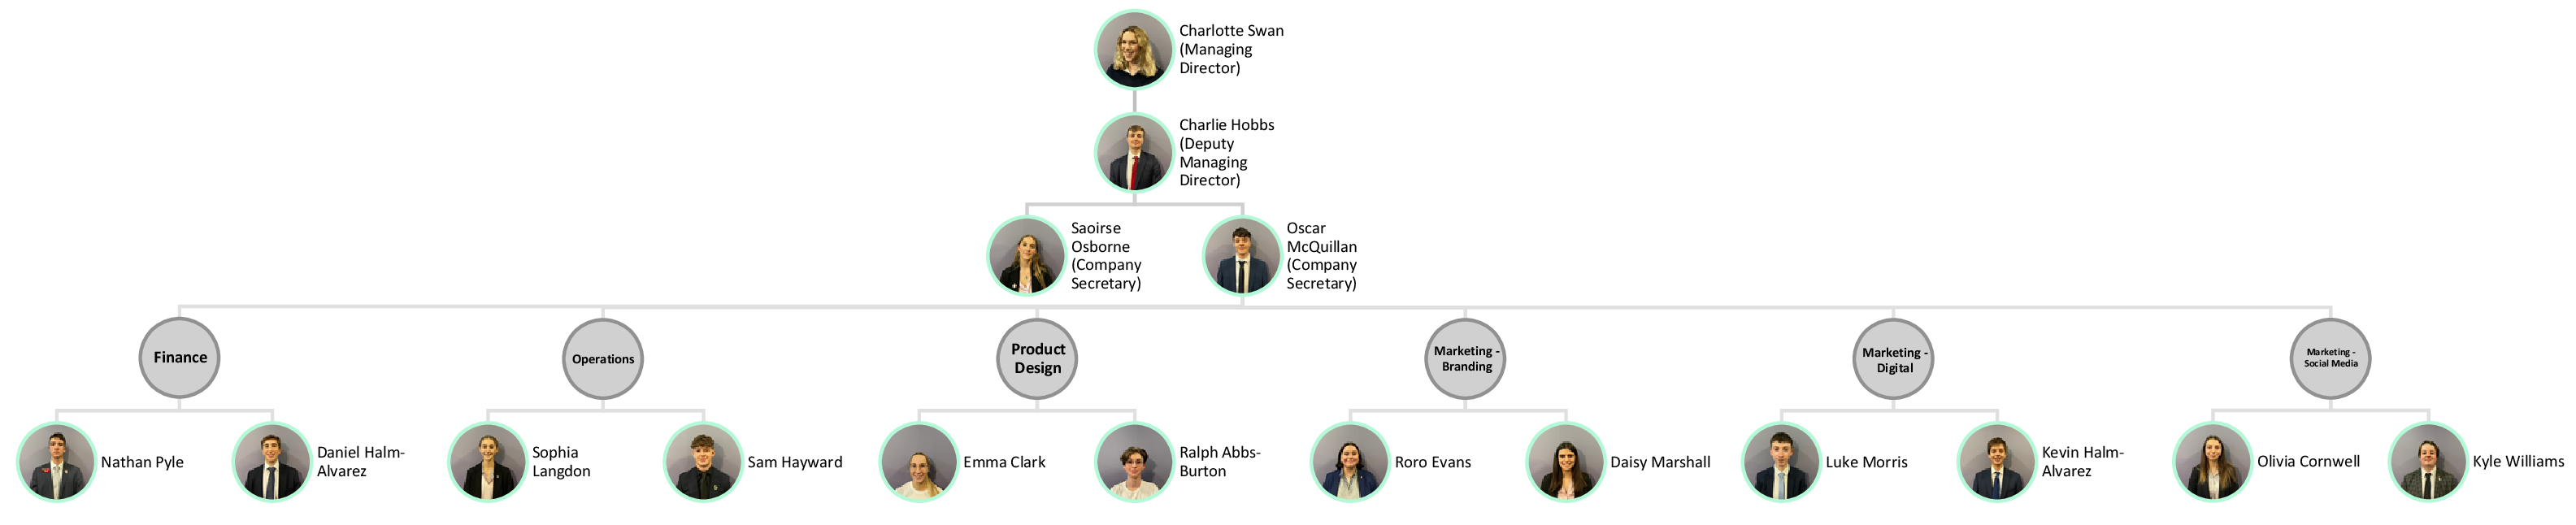 Charlotte Swan
(Managing
Director)
Charlie Hobbs
(Deputy
Managing
Director)
Saoirse
Osborne
(Company
Secretary)
Oscar
McQuillan
(Company
Secretary)
Finance
Operations
Product
Design
Marketing -
Branding
Marketing -
Digital
Marketing -
Social Media
Nathan Pyle
Daniel Halm-
Alvarez
Sophia
Langdon
Sam Hayward
Emma Clark
Ralph Abbs-
Burton
Roro Evans
Daisy Marshall
Luke Morris
Kevin Halm-
Alvarez
Olivia Cornwell
Kyle Williams